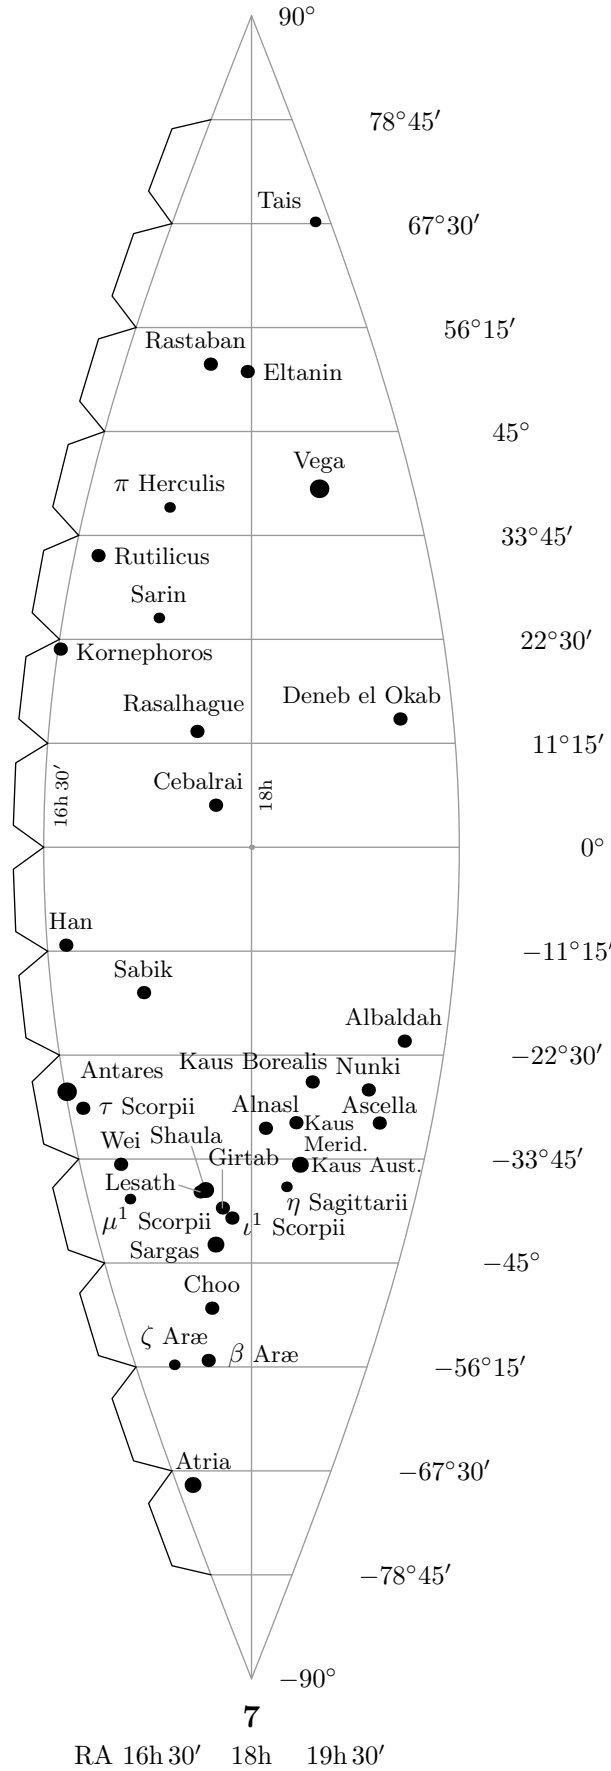 90°
78°45′
Tais
67°30′
56°15′
Rastaban
Eltanin
45°
Vega
π Herculis
33°45′
Rutilicus
Sarin
22°30′
Kornephoros
Deneb el Okab
Rasalhague
11°15′
Cebalrai
16h 30′
18h
0°
Han
−11°15′
Sabik
Albaldah
−22°30′
Kaus Borealis
Nunki
Antares
Alnasl
Ascella
τ Scorpii
Kaus
Merid.
Shaula
Wei
Girtab
−33°45′
Kaus Aust.
Lesath
η Sagittarii
μ¹ Scorpii
ι¹ Scorpii
Sargas
−45°
Choo
ζ Aræ
β Aræ
−56°15′
Atria
−67°30′
−78°45′
−90°
7
RA 16h 30′ 18h 19h 30′